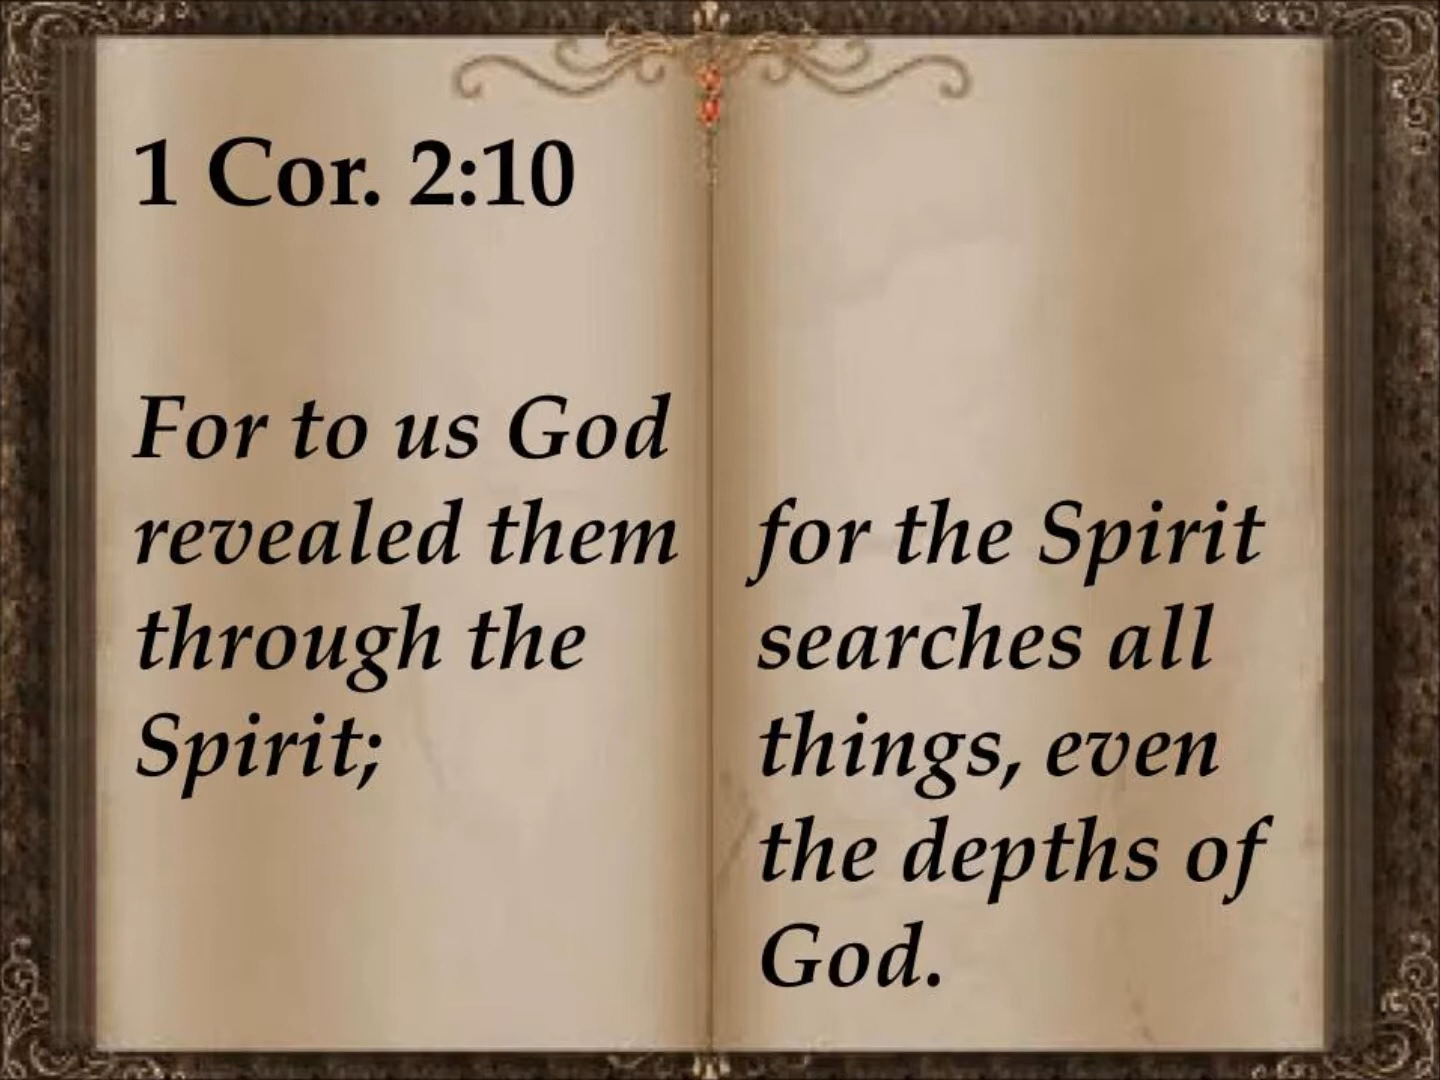 1 Cor. 2:10
For to us God
revealed them
through the
Spirit;
for the Spirit
searches all
things, even
the depths of
God.